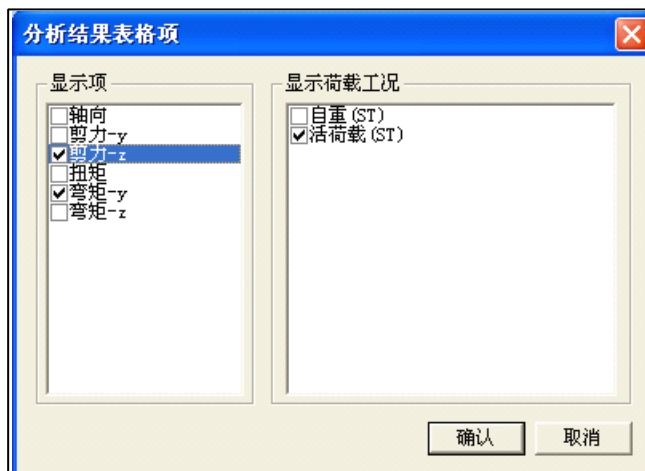 分析结果表格项
显示项
轴向
剪力-y
剪力-z
扭矩
弯矩-y
弯矩-z
显示荷载工况
自重(ST)
活荷载(ST)
确认
取消